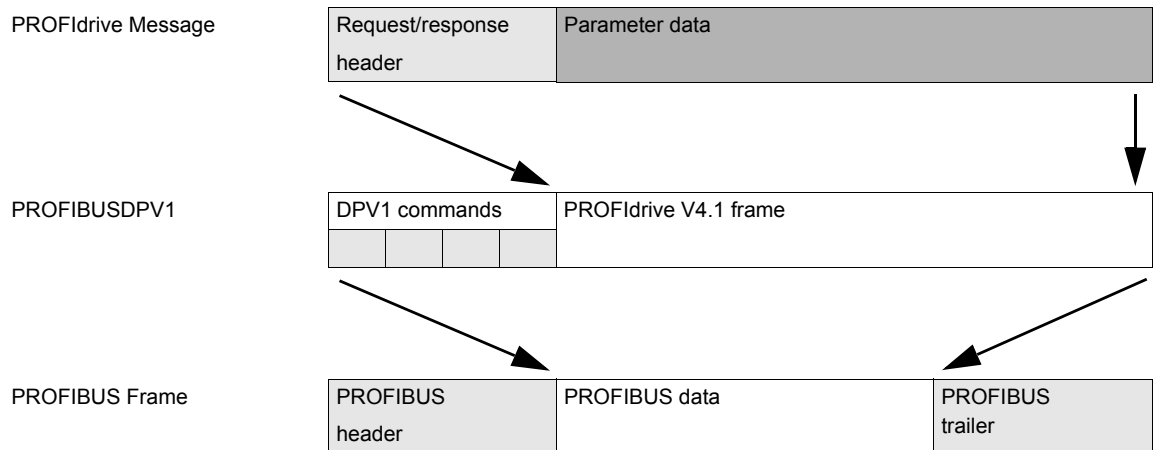 PROFIdrive Message
Request/response
header
Parameter data
PROFIBUSDPV1
DPV1 commands
PROFIdrive V4.1 frame
PROFIBUS Frame
PROFIBUS
header
PROFIBUS data
PROFIBUS
trailer